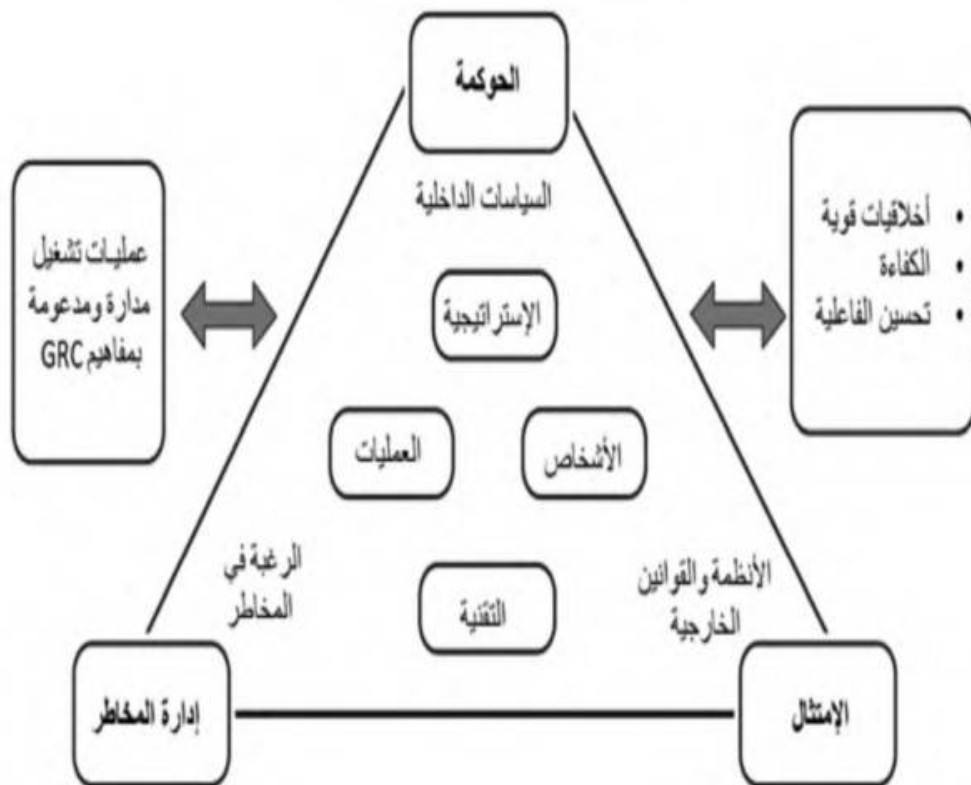 الحوكمة
السياسات الداخلية
أخلاقيات قوية
الكفاءة
تحسين الفاعلية
عمليات تشغيل
مدارة ومدعومة
بمفاهيم GRC
الإستراتيجية
الأشخاص
العمليات
الأنظمة والقوانين
الخارجية
الرغبة في
المخاطر
التقنية
الإمتثال
إدارة المخاطر